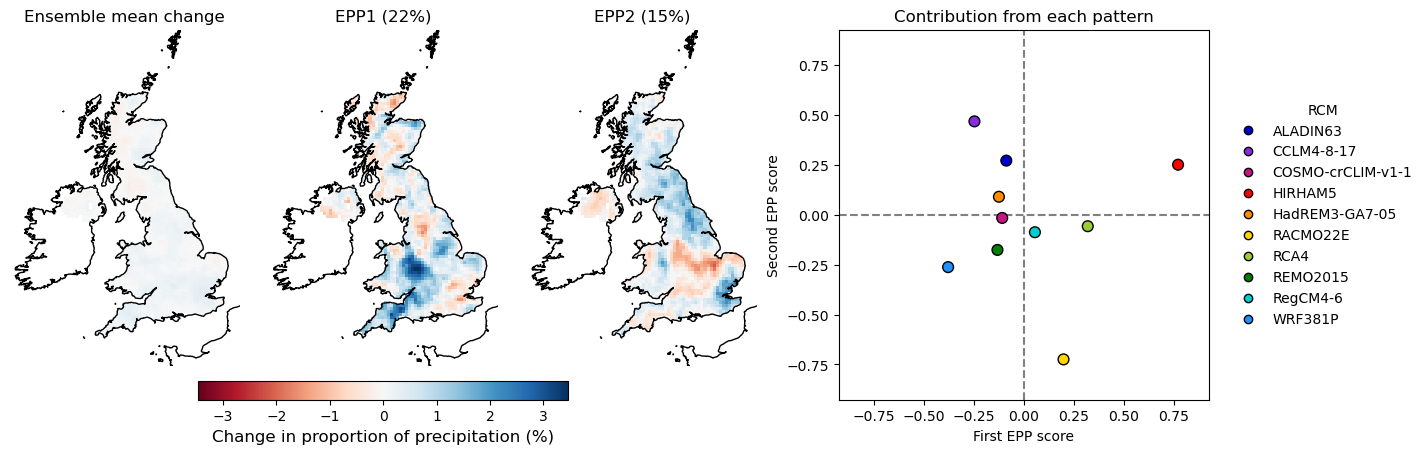 Ensemble mean change
EPP1 (22%)
EPP2 (15%)
−3 −2 −1 0 1 2 3
Change in proportion of precipitation (%)
Contribution from each pattern
Second EPP score
0.75
0.50
0.25
0.00
−0.25
−0.50
−0.75
−0.75 −0.50 −0.25 0.00 0.25 0.50 0.75
First EPP score
RCM
ALADIN63
CCLM4-8-17
COSMO-crCLIM-v1-1
HIRHAM5
HadREM3-GA7-05
RACMO22E
RCA4
REMO2015
RegCM4-6
WRF381P